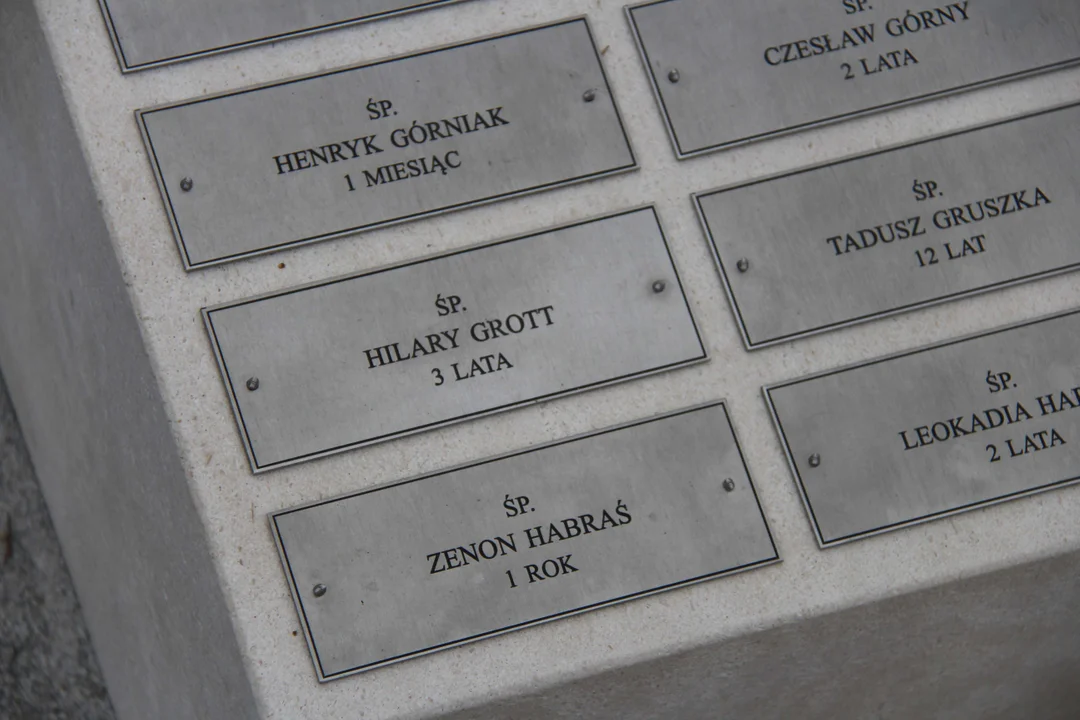 ŚP.
HENRYK GÓRNIAK
1 MIESIĄC
ŚP.
CZESŁAW GÓRNY
2 LATA
ŚP.
HILARY GROTT
3 LATA
ŚP.
TADUSZ GRUSZKA
12 LAT
ŚP.
ZENON HABRAŚ
1 ROK
ŚP.
LEOKADIA
2 LATA